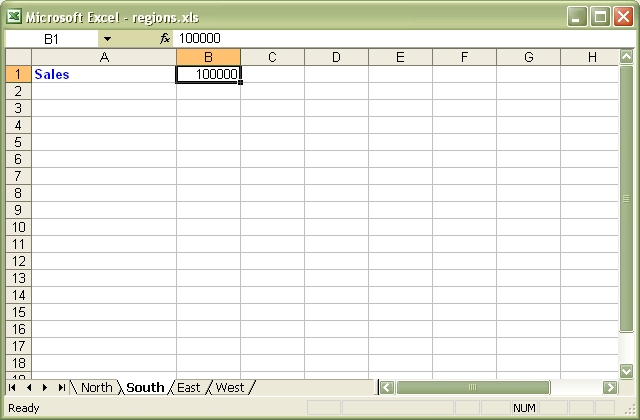 Microsoft Excel - regions.xls
B1 fx 100000
A B C D E F G H
1 Sales 100000
2
3
4
5
6
7
8
9
10
11
12
13
14
15
16
17
18
North South East West
Ready NUM